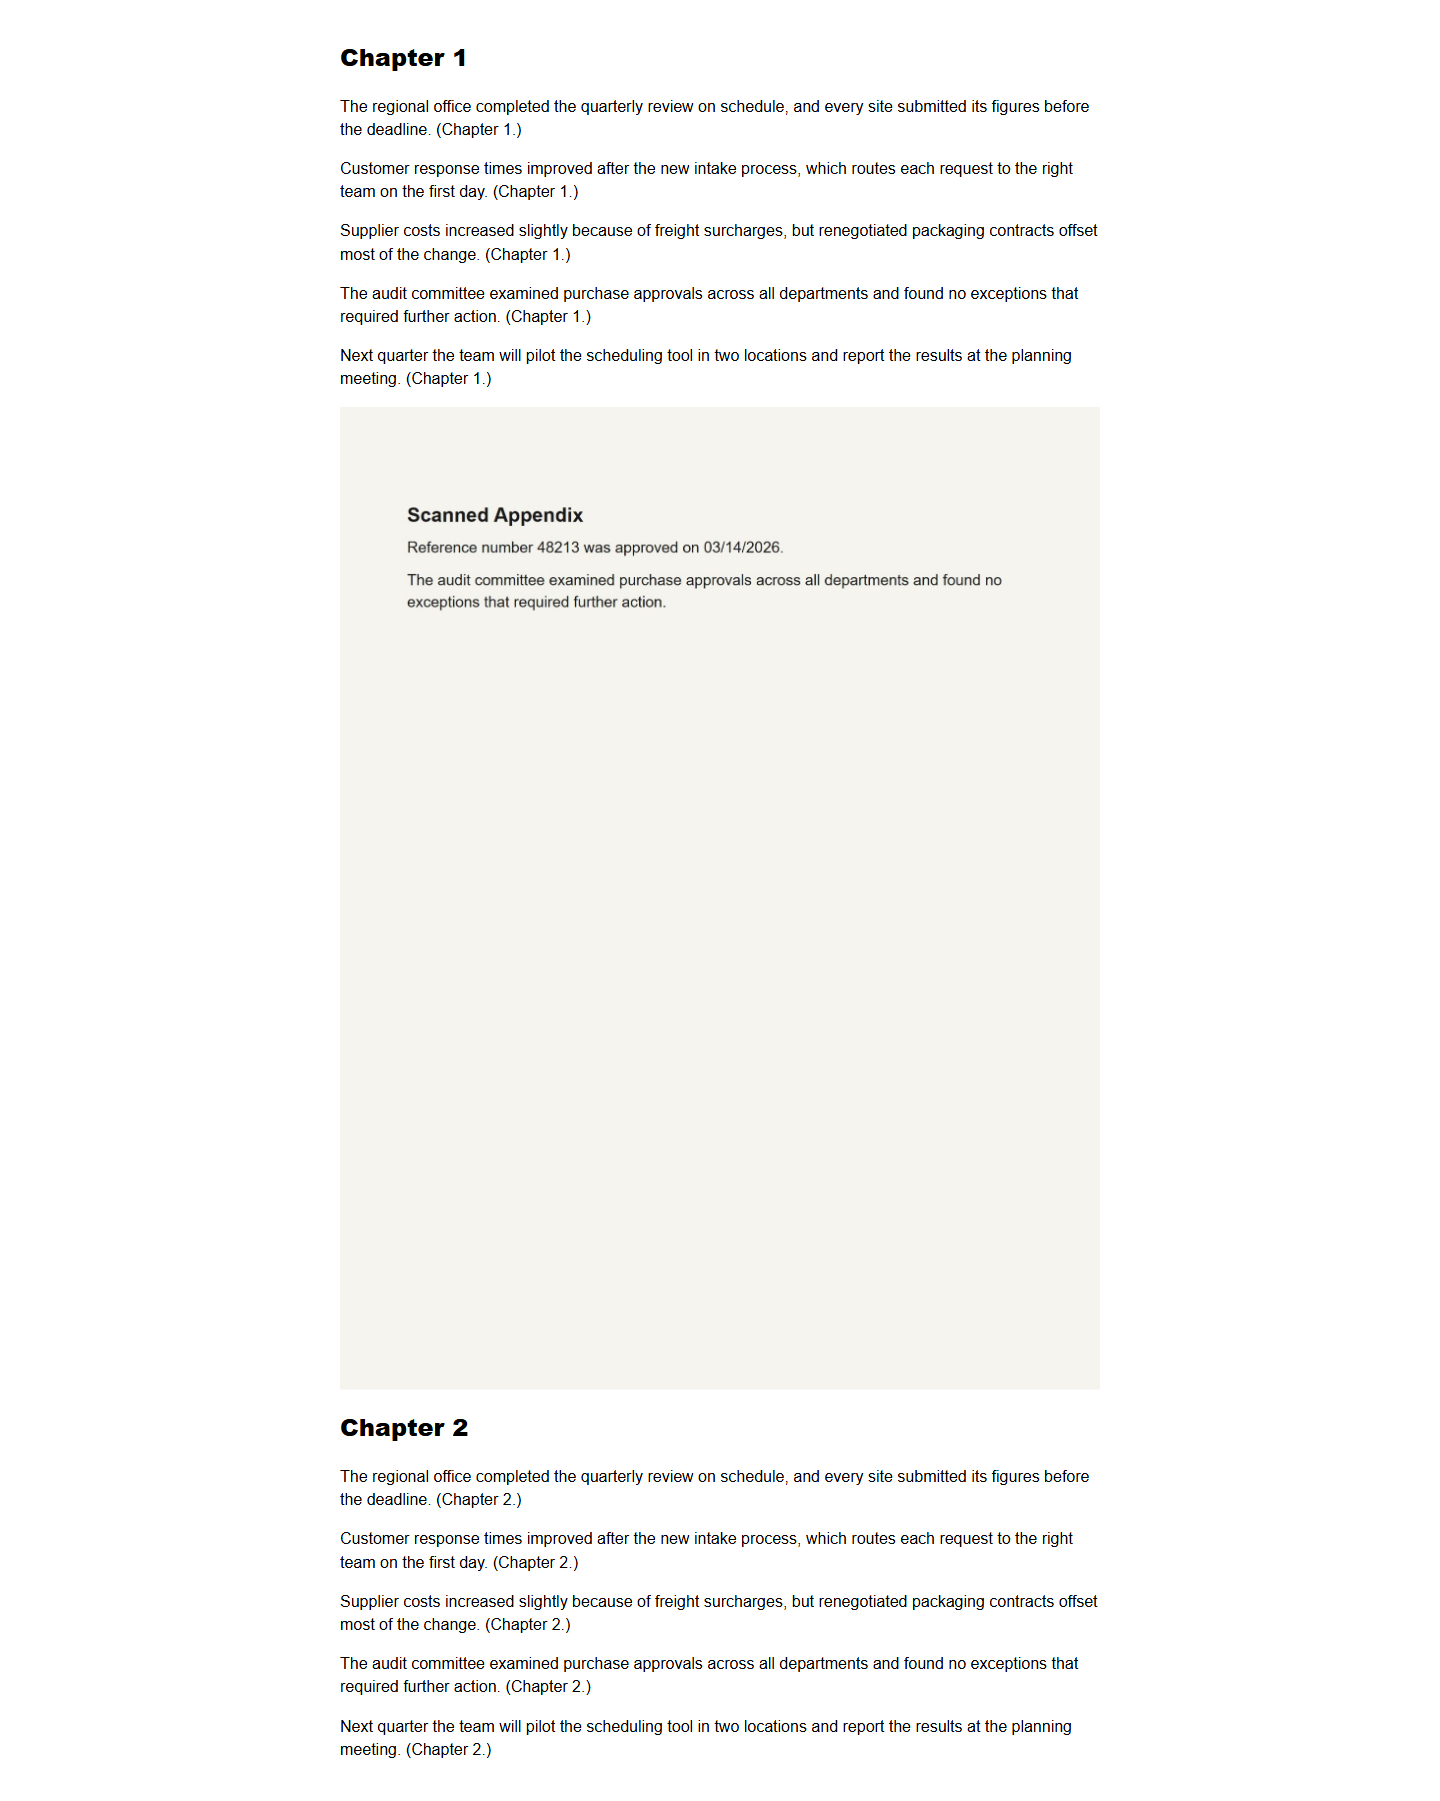 Chapter 1
The regional office completed the quarterly review on schedule, and every site submitted its figures before
the deadline. (Chapter 1.)
Customer response times improved after the new intake process, which routes each request to the right
team on the first day. (Chapter 1.)
Supplier costs increased slightly because of freight surcharges, but renegotiated packaging contracts offset
most of the change. (Chapter 1.)
The audit committee examined purchase approvals across all departments and found no exceptions that
required further action. (Chapter 1.)
Next quarter the team will pilot the scheduling tool in two locations and report the results at the planning
meeting. (Chapter 1.)
Scanned Appendix
Reference number 48213 was approved on 03/14/2026.
The audit committee examined purchase approvals across all departments and found no
exceptions that required further action.
Chapter 2
The regional office completed the quarterly review on schedule, and every site submitted its figures before
the deadline. (Chapter 2.)
Customer response times improved after the new intake process, which routes each request to the right
team on the first day. (Chapter 2.)
Supplier costs increased slightly because of freight surcharges, but renegotiated packaging contracts offset
most of the change. (Chapter 2.)
The audit committee examined purchase approvals across all departments and found no exceptions that
required further action. (Chapter 2.)
Next quarter the team will pilot the scheduling tool in two locations and report the results at the planning
meeting. (Chapter 2.)